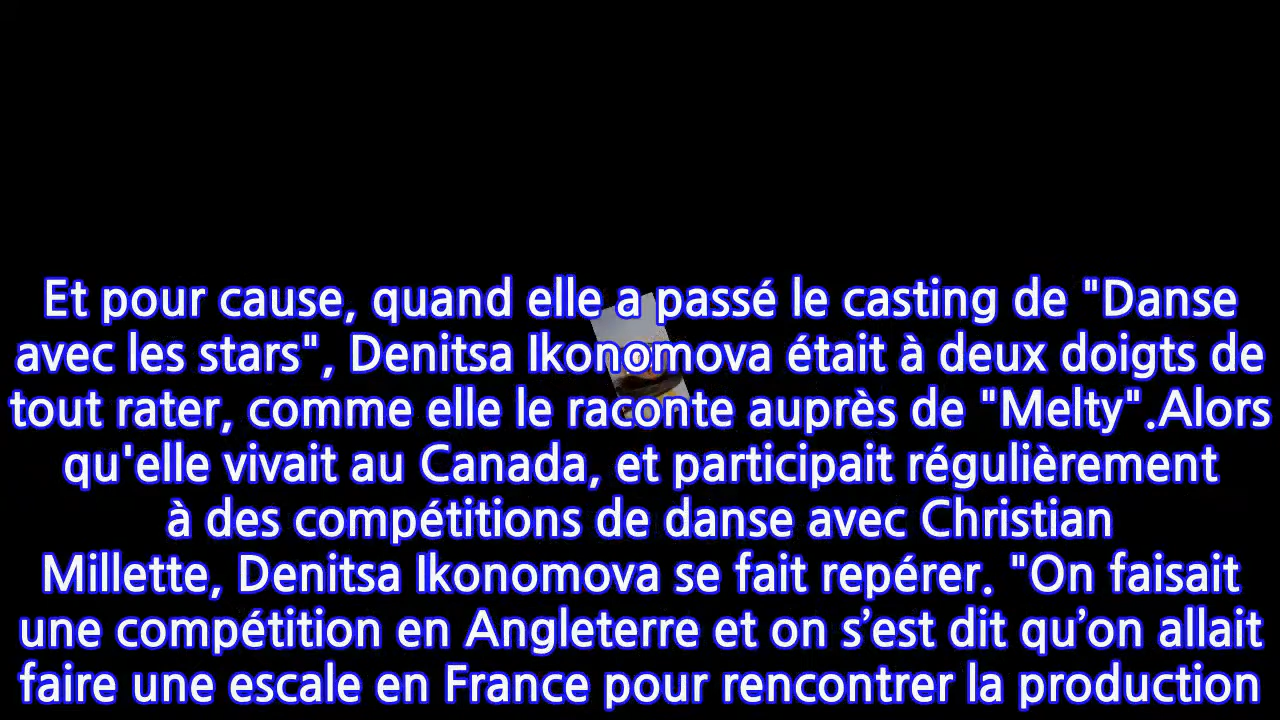 Et pour cause, quand elle a passé le casting de "Danse
avec les stars", Denitsa Ikonomova était à deux doigts de
tout rater, comme elle le raconte auprès de "Melty".Alors
qu'elle vivait au Canada, et participait régulièrement
à des compétitions de danse avec Christian
Millette, Denitsa Ikonomova se fait repérer. "On faisait
une compétition en Angleterre et on s’est dit qu’on allait
faire une escale en France pour rencontrer la production